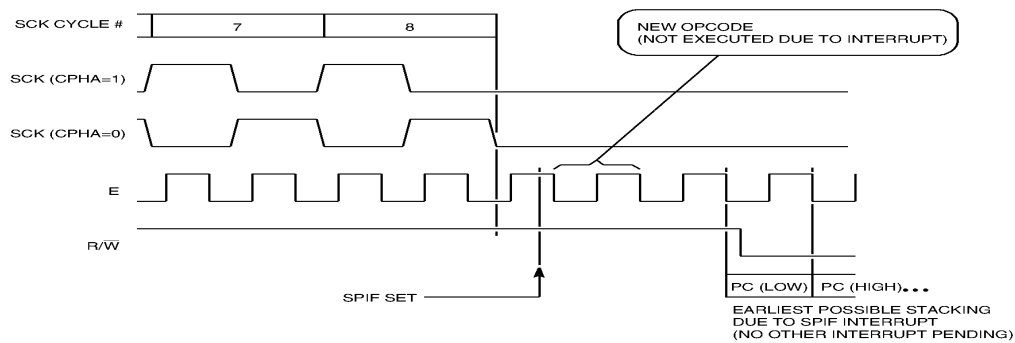 SCK CYCLE #
7
8
NEW OPCODE
(NOT EXECUTED DUE TO INTERRUPT)
SCK (CPHA=1)
SCK (CPHA=0)
E
R/W̅
SPIF SET
PC (LOW)
PC (HIGH)•••
EARLIEST POSSIBLE STACKING
DUE TO SPIF INTERRUPT
(NO OTHER INTERRUPT PENDING)